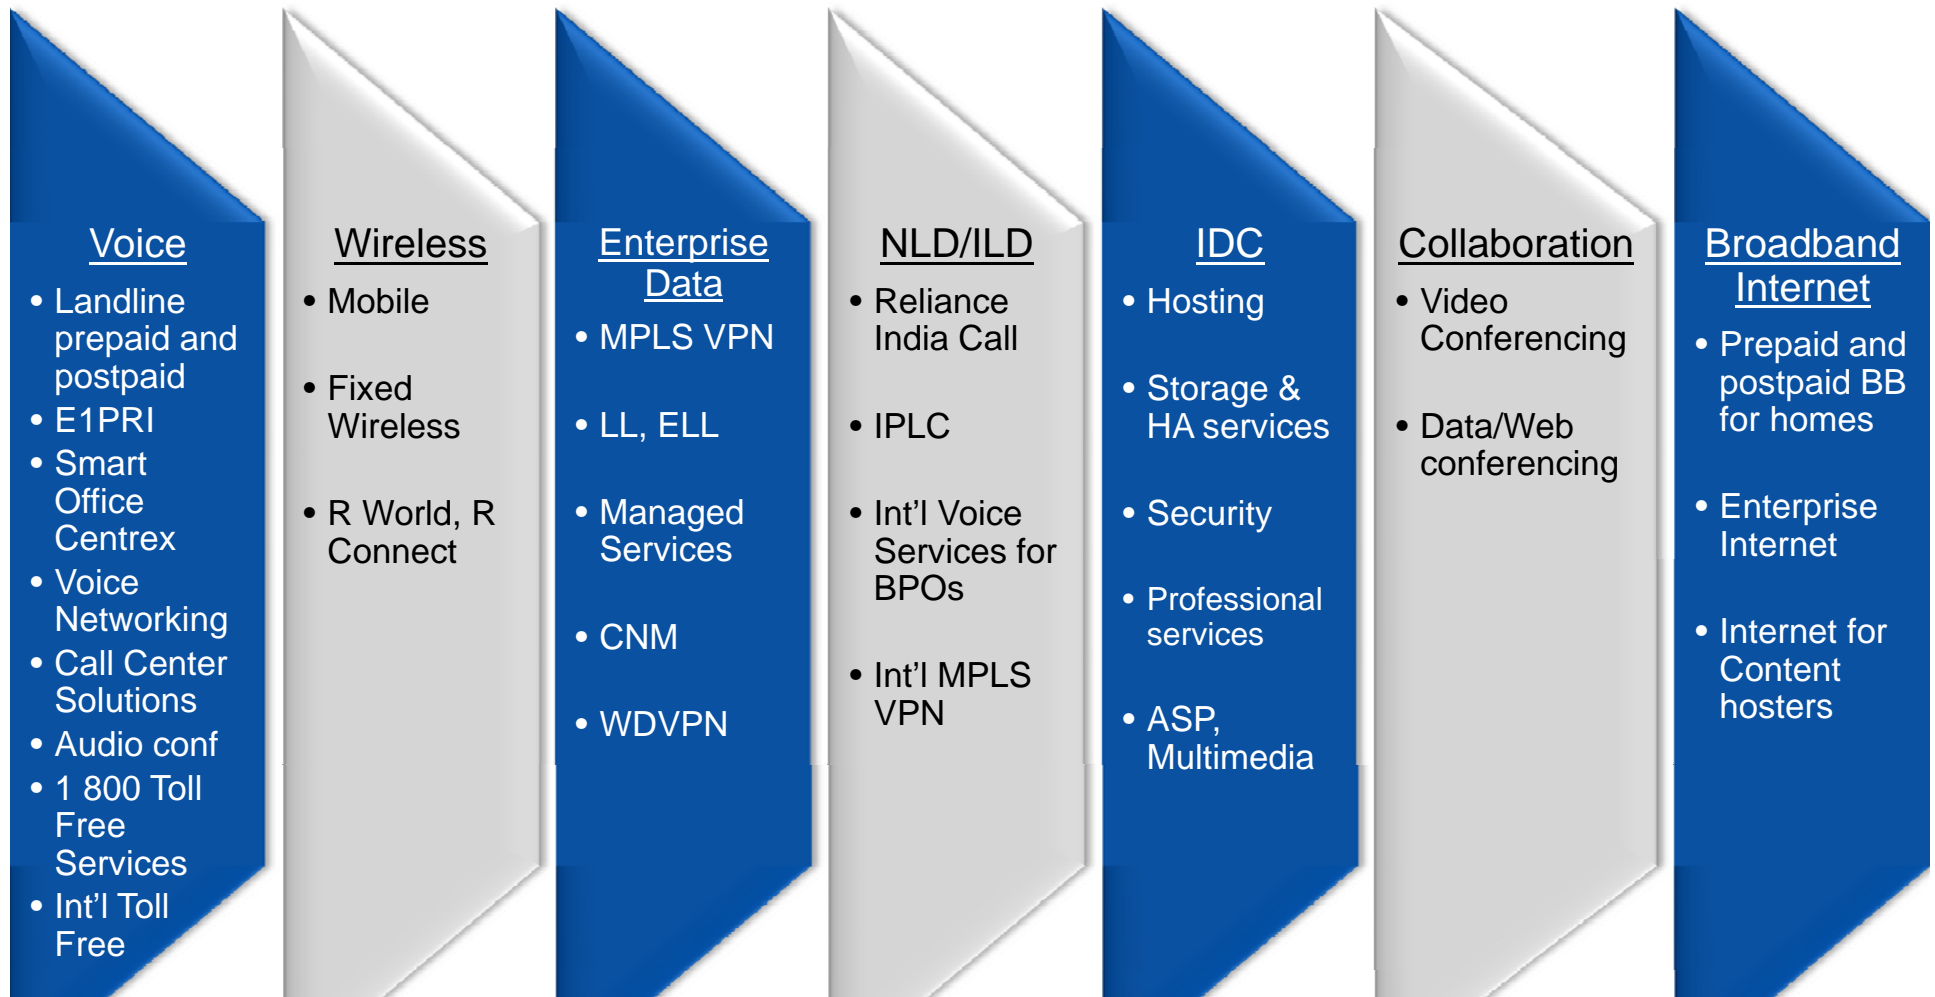 Voice
• Landline
prepaid and
postpaid
• E1PRI
• Smart
Office
Centrex
• Voice
Networking
• Call Center
Solutions
• Audio conf
• 1 800 Toll
Free
Services
• Int’l Toll
Free
Wireless
• Mobile
• Fixed
Wireless
• R World, R
Connect
Enterprise
Data
• MPLS VPN
• LL, ELL
• Managed
Services
• CNM
• WDVPN
NLD/ILD
• Reliance
India Call
• IPLC
• Int’l Voice
Services for
BPOs
• Int’l MPLS
VPN
IDC
• Hosting
• Storage &
HA services
• Security
• Professional
services
• ASP,
Multimedia
Collaboration
• Video
Conferencing
• Data/Web
conferencing
Broadband
Internet
• Prepaid and
postpaid BB
for homes
• Enterprise
Internet
• Internet for
Content
hosters